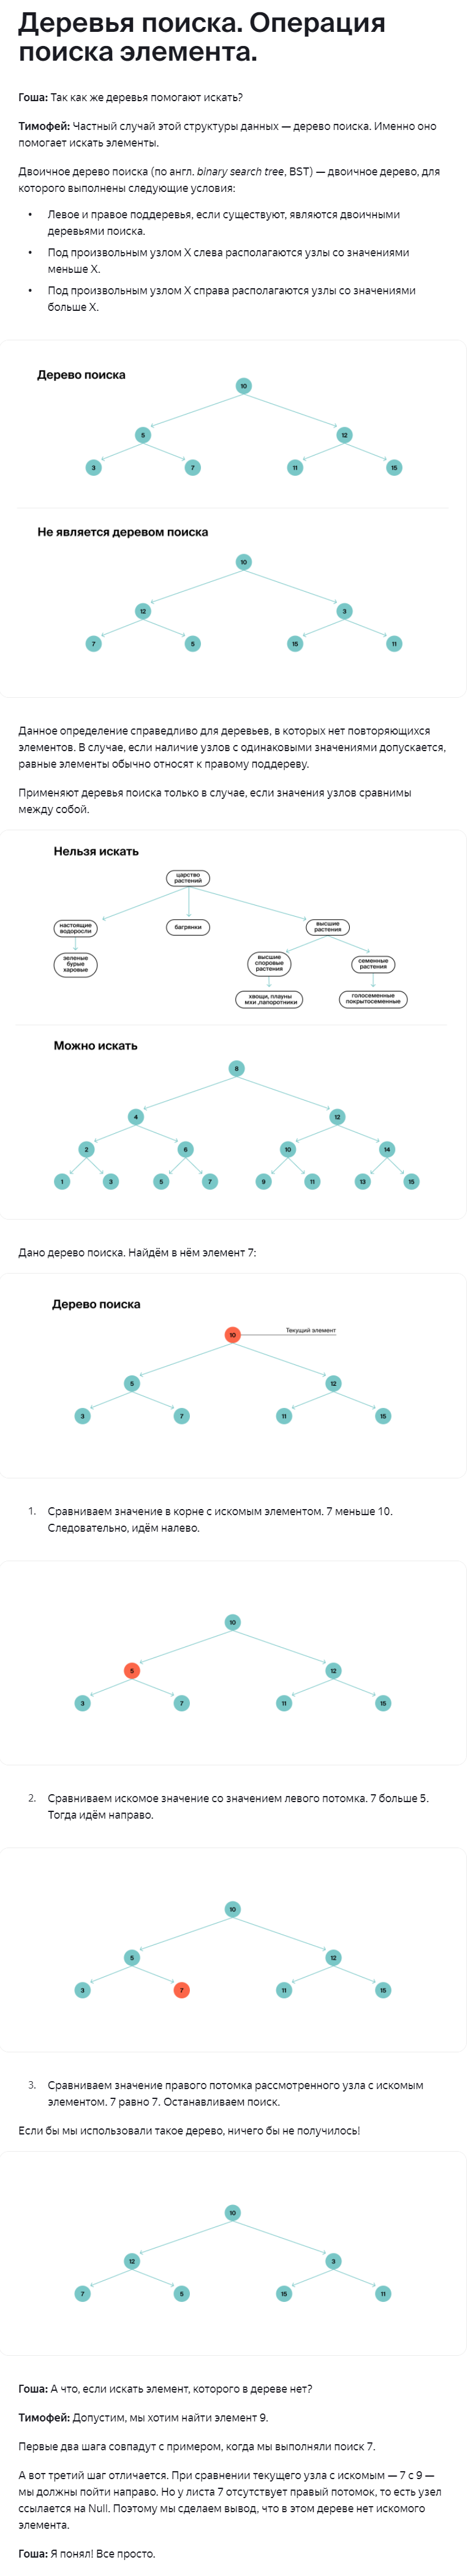 Деревья поиска. Операция
поиска элемента.
Гоша: Так как же деревья помогают искать?
Тимофей: Частный случай этой структуры данных — дерево поиска. Именно оно
помогает искать элементы.
Двоичное дерево поиска (по англ. binary search tree, BST) — двоичное дерево, для
которого выполнены следующие условия:
• Левое и правое поддеревья, если существуют, являются двоичными
деревьями поиска.
• Под произвольным узлом X слева располагаются узлы со значениями
меньше X.
• Под произвольным узлом X справа располагаются узлы со значениями
больше X.
Дерево поиска
10
5 12
3 7 11 15
Не является деревом поиска
10
12 3
7 5 15 11
Данное определение справедливо для деревьев, в которых нет повторяющихся
элементов. В случае, если наличие узлов с одинаковыми значениями допускается,
равные элементы обычно относят к правому поддереву.
Применяют деревья поиска только в случае, если значения узлов сравнимы
между собой.
Нельзя искать
царство
растений
настоящие
водоросли
багрянки
высшие
растения
зеленые
бурые
харовые
высшие
споровые
растения
семенные
растения
хвощи, плауны
мхи ,папоротники
голосеменные
покрытосеменные
Можно искать
8
4 12
2 6 10 14
1 3 5 7 9 11 13 15
Дано дерево поиска. Найдём в нём элемент 7:
Дерево поиска
10 Текущий элемент
5 12
3 7 11 15
1. Сравниваем значение в корне с искомым элементом. 7 меньше 10.
Следовательно, идём налево.
10
5 12
3 7 11 15
2. Сравниваем искомое значение со значением левого потомка. 7 больше 5.
Тогда идём направо.
10
5 12
3 7 11 15
3. Сравниваем значение правого потомка рассмотренного узла с искомым
элементом. 7 равно 7. Останавливаем поиск.
Если бы мы использовали такое дерево, ничего бы не получилось!
10
12 3
7 5 15 11
Гоша: А что, если искать элемент, которого в дереве нет?
Тимофей: Допустим, мы хотим найти элемент 9.
Первые два шага совпадут с примером, когда мы выполняли поиск 7.
А вот третий шаг отличается. При сравнении текущего узла с искомым — 7 с 9 —
мы должны пойти направо. Но у листа 7 отсутствует правый потомок, то есть узел
ссылается на Null. Поэтому мы сделаем вывод, что в этом дереве нет искомого
элемента.
Гоша: Я понял! Все просто.